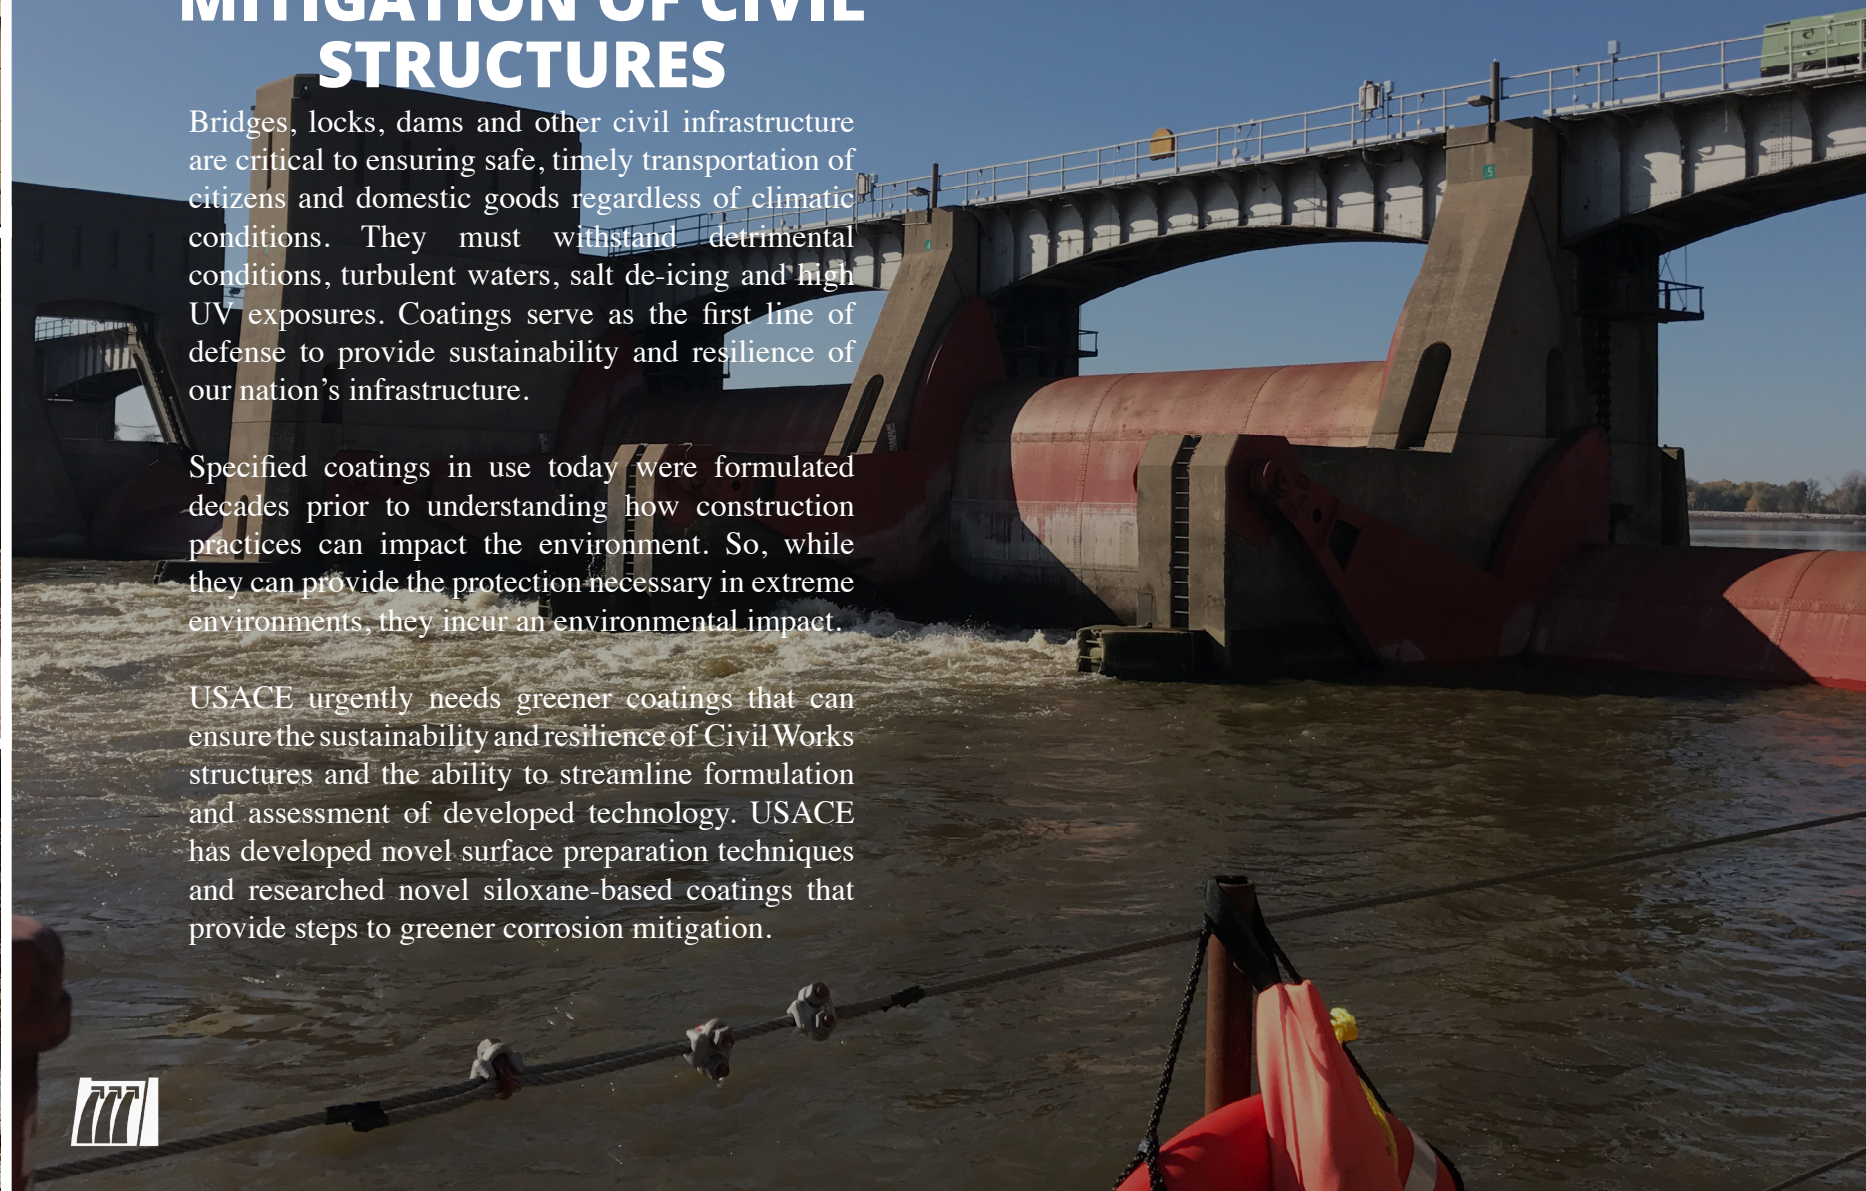 MITIGATION OF CIVIL
STRUCTURES
Bridges, locks, dams and other civil infrastructure
are critical to ensuring safe, timely transportation of
citizens and domestic goods regardless of climatic
conditions. They must withstand detrimental
conditions, turbulent waters, salt de-icing and high
UV exposures. Coatings serve as the first line of
defense to provide sustainability and resilience of
our nation’s infrastructure.
Specified coatings in use today were formulated
decades prior to understanding how construction
practices can impact the environment. So, while
they can provide the protection necessary in extreme
environments, they incur an environmental impact.
USACE urgently needs greener coatings that can
ensure the sustainability and resilience of Civil Works
structures and the ability to streamline formulation
and assessment of developed technology. USACE
has developed novel surface preparation techniques
and researched novel siloxane-based coatings that
provide steps to greener corrosion mitigation.